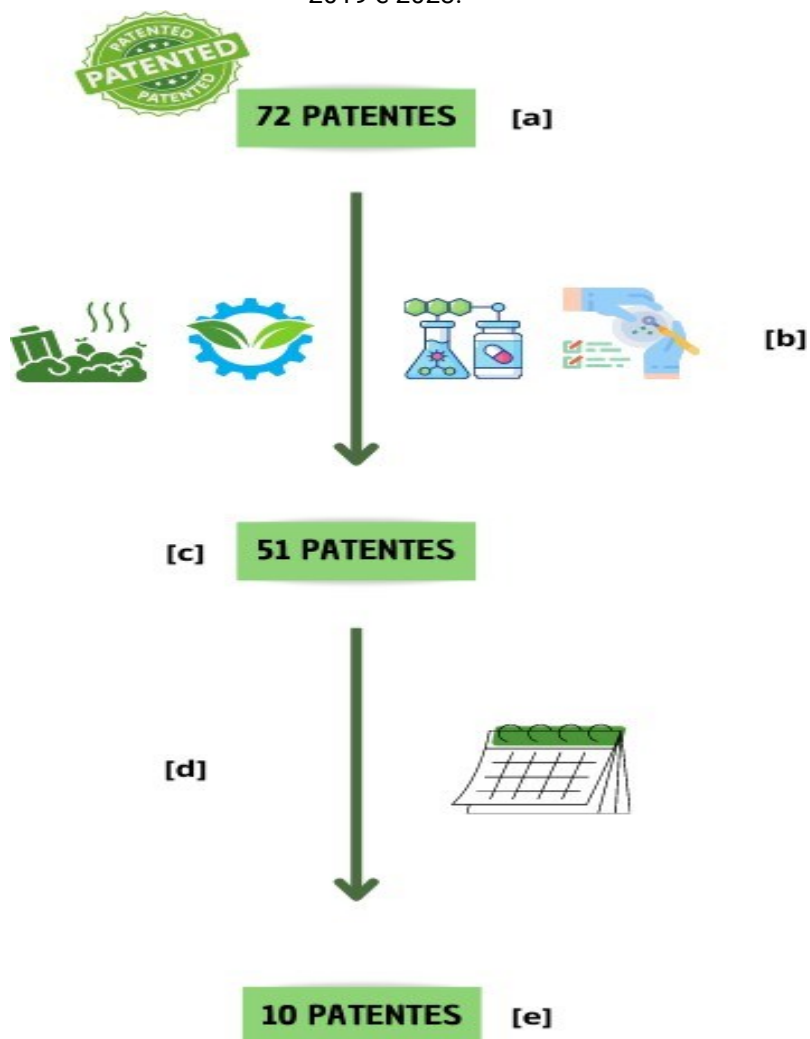 PATENTED
PATENTED
PATENTED
72 PATENTES [a]
[b]
[c] 51 PATENTES
[d]
10 PATENTES [e]